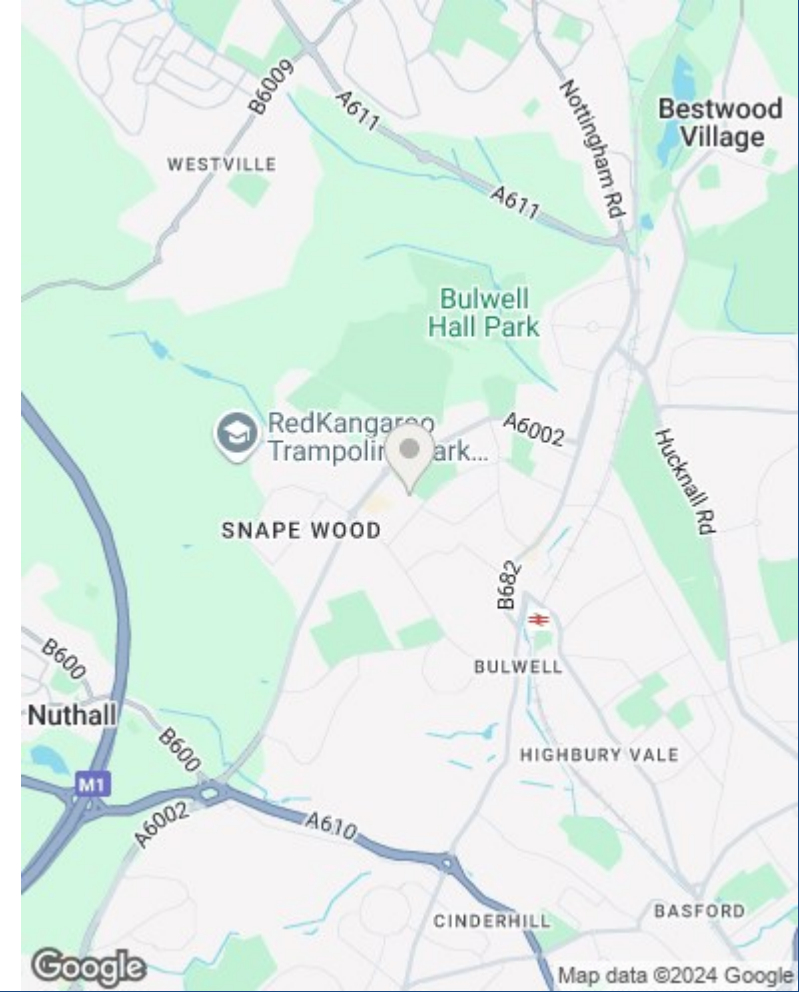 B6009
A611
Nottingham Rd
Bestwood
Village
WESTVILLE
A611
Bulwell
Hall Park
RedKangaroo
Trampolin ark...
A6002
Hucknall Rd
SNAPE WOOD
B682
B600
BULWELL
Nuthall
B600
HIGHBURY VALE
M1
A6002
A610
CINDERHILL
BASFORD
Google
Map data ©2024 Google